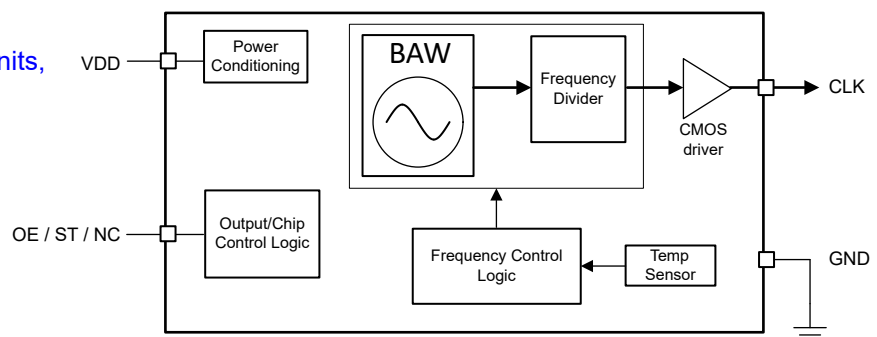 nits,
VDD
Power
Conditioning
BAW
Frequency
Divider
CMOS
driver
CLK
OE / ST / NC
Output/Chip
Control Logic
Frequency Control
Logic
Temp
Sensor
GND